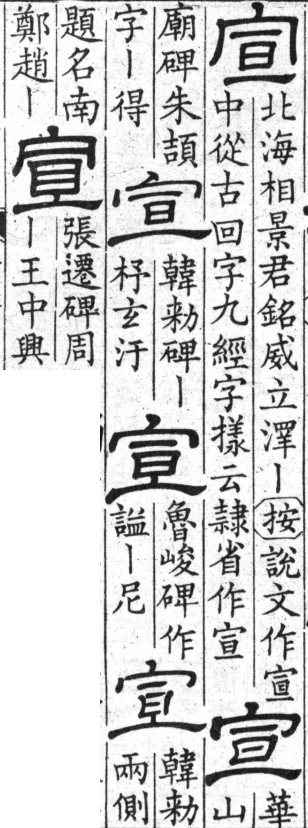 宣
北海相景君銘威立澤丨按說文作宣
中從古回字九經字樣云隷省作宣
宣
華
山
廟碑朱頡
字丨得
宣
韓勑碑丨
杼玄汙
宣
魯峻碑作
謚丨尼
宣
韓勑
兩側
題名南
鄭趙丨
宣
張遷碑周
丨王中興